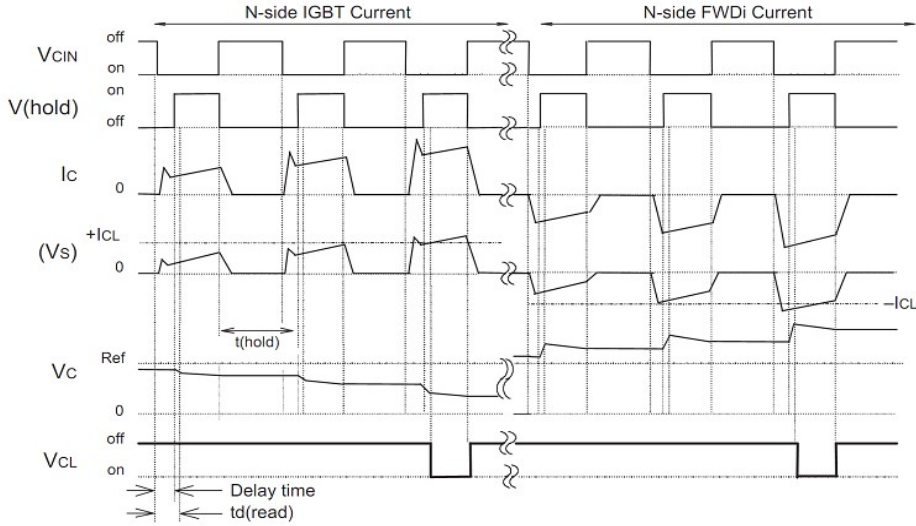 N-side IGBT Current
N-side FWDi Current
off
VCIN
on
on
V(hold)
off
IC
0
+ICL
(VS)
0
–ICL
t(hold)
Ref
VC
0
off
VCL
on
Delay time
td(read)